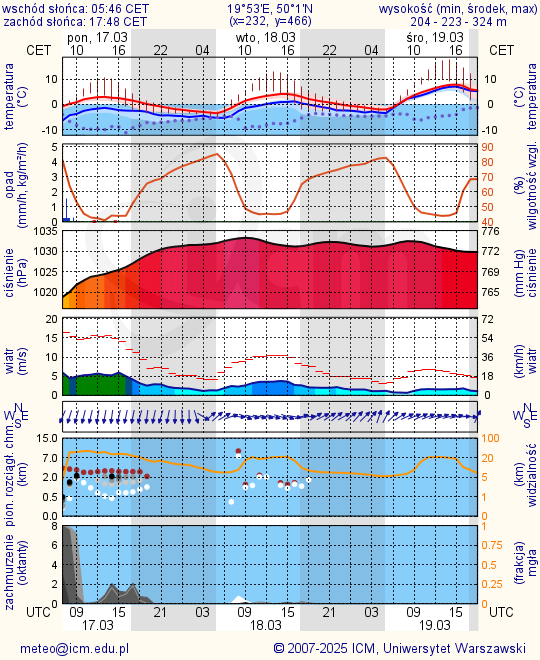 wschód słońca: 05:46 CET 19°53'E, 50°1'N wysokość (min, środek, max)
zachód słońca: 17:48 CET (x=232, y=466) 204 - 223 - 324 m
pon, 17.03 wto, 18.03 śro, 19.03
CET 10 16 22 04 10 16 22 04 10 16 CET
temperatura (°C)
10 0 -10
10 0 -10
(°C) temperatura
opad (mm/h, kg/m²/h)
5 4 3 2 1 0
90 80 70 60 50 40
(%) wilgotność wzgl.
ciśnienie (hPa)
1035 1030 1025 1020
776 772 769 765
(mm Hg) ciśnienie
wiatr (m/s)
20 15 10 5 0
72 54 36 18 0
(km/h) wiatr
N W E S
N W E S
pion. rozciągł. chm. (km)
15.0 7.0 2.0 0.5 0.0
100 20 5 1 0
(km) widzialność
zachmurzenie (oktanty)
8 6 4 2 0
1 0.75 0.5 0.25 0
(frakcja) mgła
UTC 09 15 21 03 09 15 21 03 09 15 UTC
17.03 18.03 19.03
meteo@icm.edu.pl © 2007-2025 ICM, Uniwersytet Warszawski